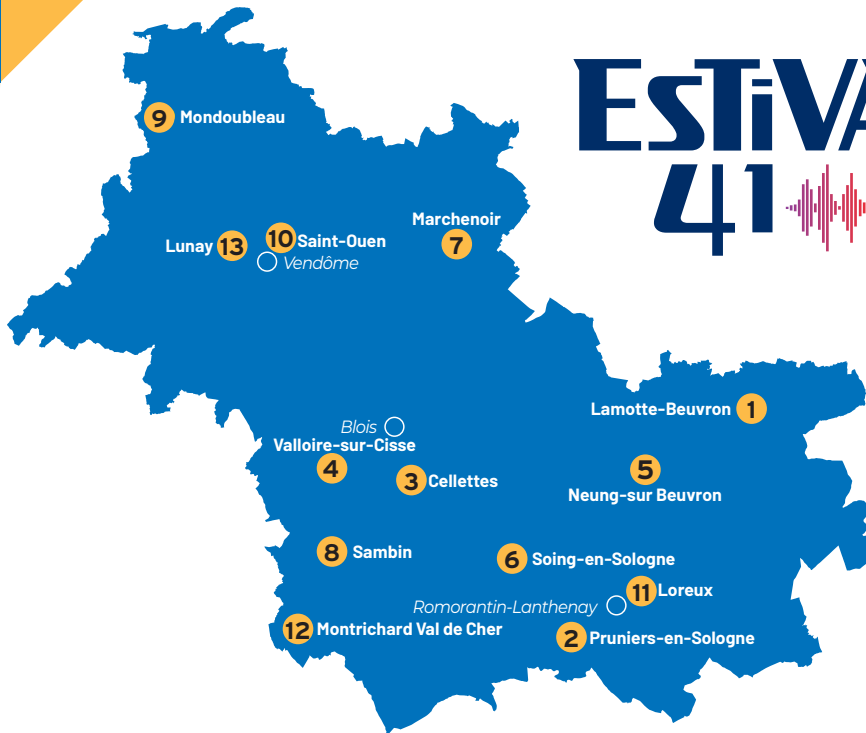 ESTiVA
41
9 Mondoubleau
Marchenoir
7
Lunay 13
10 Saint-Ouen
Vendôme
Lamotte-Beuvron 1
Blois
Valloire-sur-Cisse
4
3 Cellettes
5
Neung-sur Beuvron
8 Sambin
6 Soing-en-Sologne
11 Loreux
Romorantin-Lanthenay
12 Montrichard Val de Cher
2 Pruniers-en-Sologne